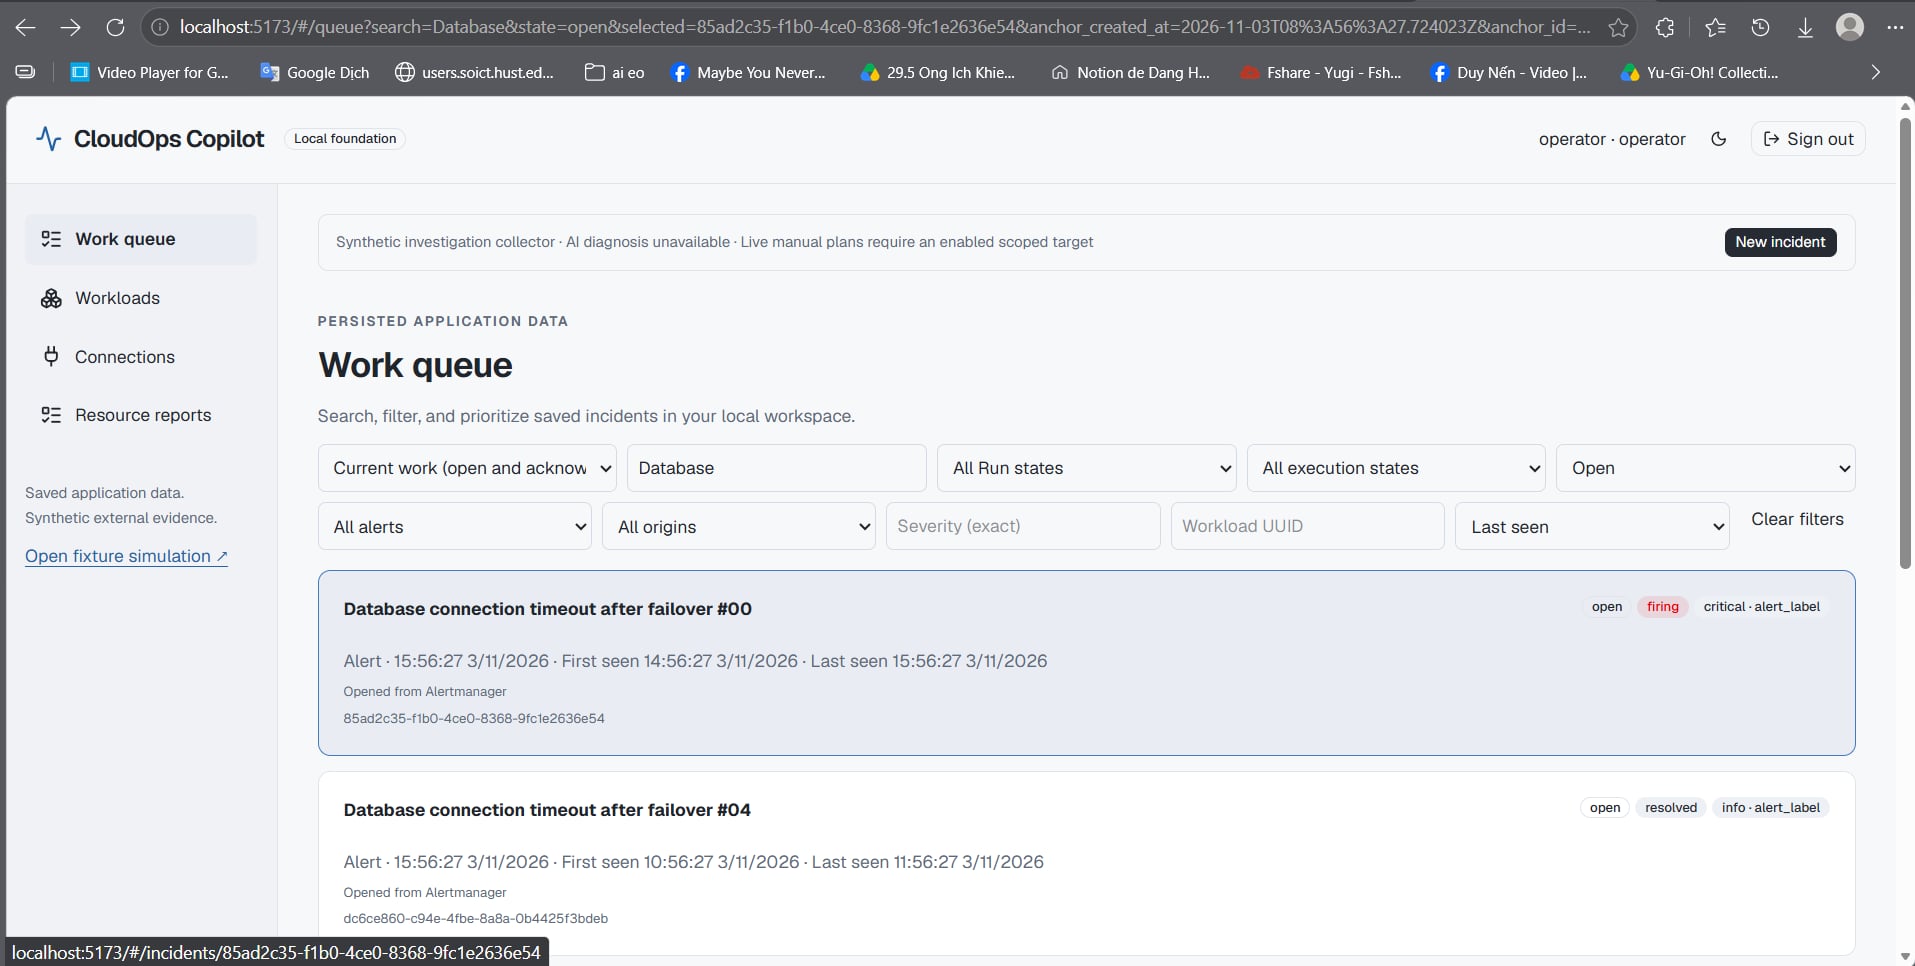 localhost:5173/#/queue?search=Database&state=open&selected=85ad2c35-f1b0-4ce0-8368-9fc1e2636e54&anchor_created_at=2026-11-03T08%3A56%3A27.724023Z&anchor_id=...
Video Player for G...
Google Dịch
users.soict.hust.ed...
ai eo
Maybe You Never...
29.5 Ong Ich Khie...
Notion de Dang H...
Fshare - Yugi - Fsh...
Duy Nến - Video |...
Yu-Gi-Oh! Collecti...
CloudOps Copilot
Local foundation
operator · operator
Sign out
Work queue
Workloads
Connections
Resource reports
Saved application data.
Synthetic external evidence.
Open fixture simulation ↗
Synthetic investigation collector · AI diagnosis unavailable · Live manual plans require an enabled scoped target
New incident
PERSISTED APPLICATION DATA
Work queue
Search, filter, and prioritize saved incidents in your local workspace.
Current work (open and acknow
Database
All Run states
All execution states
Open
All alerts
All origins
Severity (exact)
Workload UUID
Last seen
Clear filters
Database connection timeout after failover #00
open
firing
critical · alert_label
Alert · 15:56:27 3/11/2026 · First seen 14:56:27 3/11/2026 · Last seen 15:56:27 3/11/2026
Opened from Alertmanager
85ad2c35-f1b0-4ce0-8368-9fc1e2636e54
Database connection timeout after failover #04
open
resolved
info · alert_label
Alert · 15:56:27 3/11/2026 · First seen 10:56:27 3/11/2026 · Last seen 11:56:27 3/11/2026
Opened from Alertmanager
dc6ce860-c94e-4fbe-8a8a-0b4425f3bdeb
localhost:5173/#/incidents/85ad2c35-f1b0-4ce0-8368-9fc1e2636e54